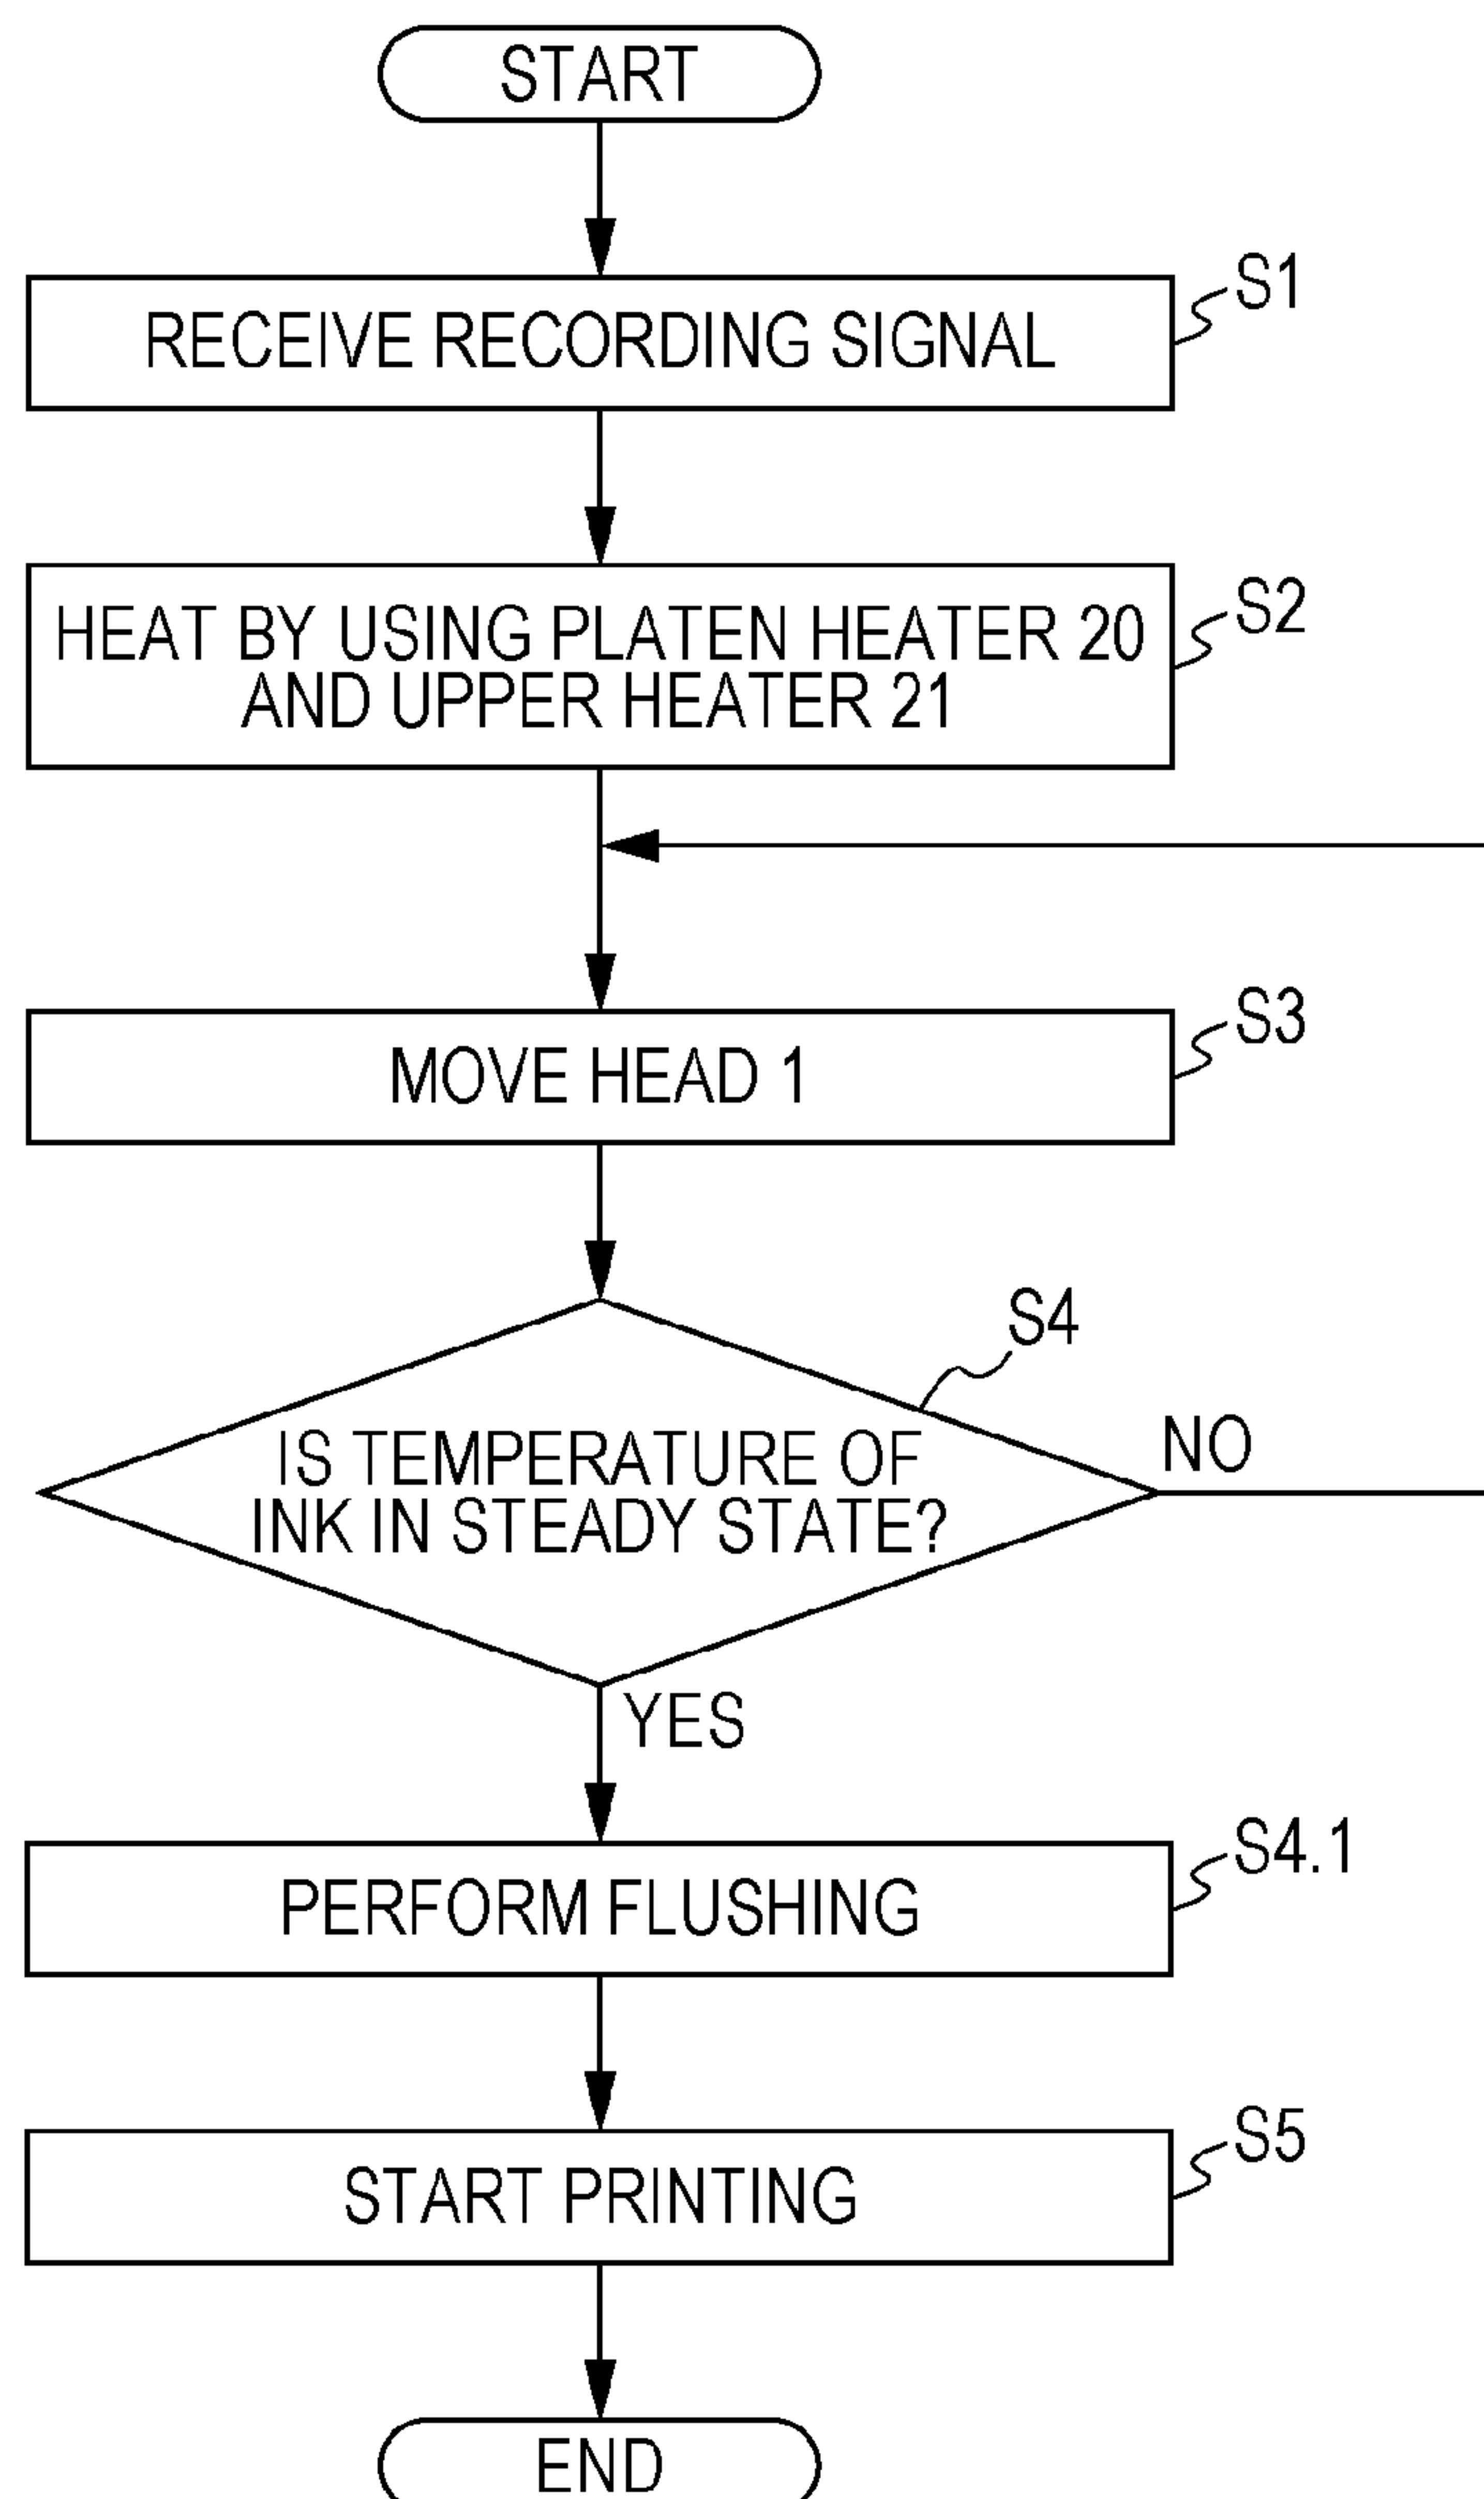 START
S1
RECEIVE RECORDING SIGNAL
S2
HEAT BY USING PLATEN HEATER 20
AND UPPER HEATER 21
S3
MOVE HEAD 1
S4
NO
IS TEMPERATURE OF
INK IN STEADY STATE?
YES
S4.1
PERFORM FLUSHING
S5
START PRINTING
END